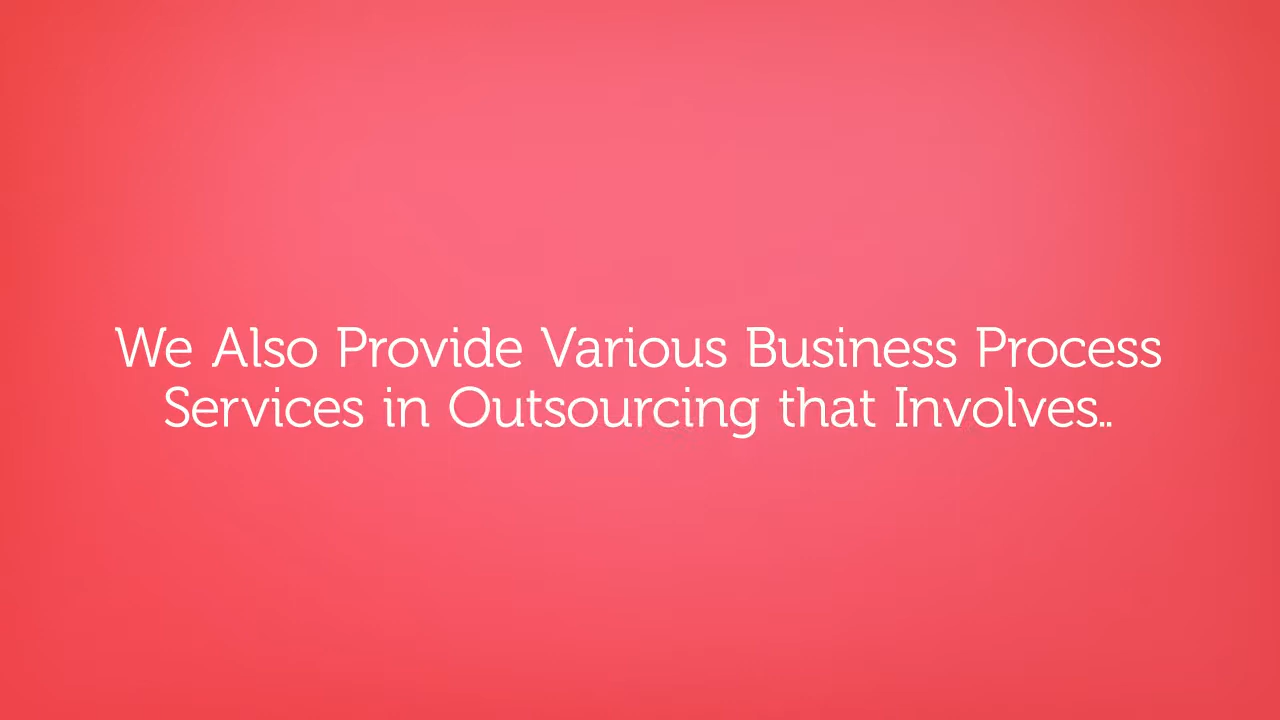 We Also Provide Various Business Process
Services in Outsourcing that Involves..